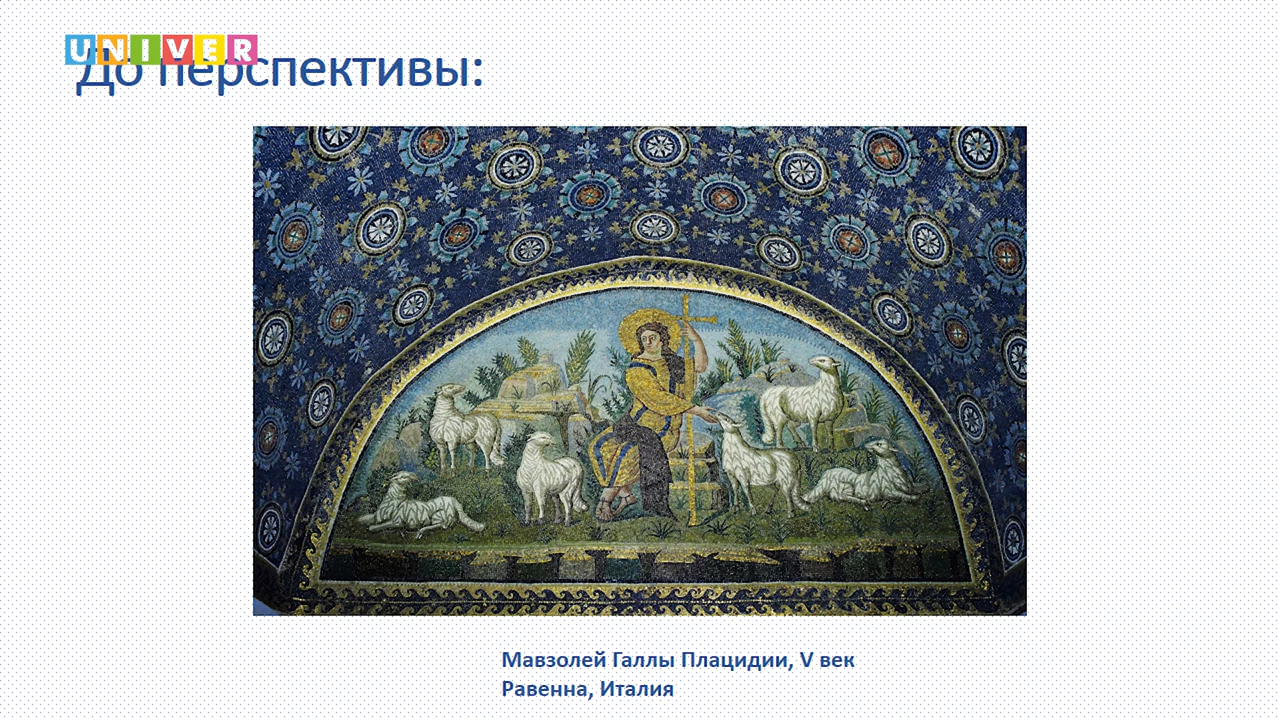 UNIVER
До перспективы:
Мавзолей Галлы Плацидии, V век
Равенна, Италия